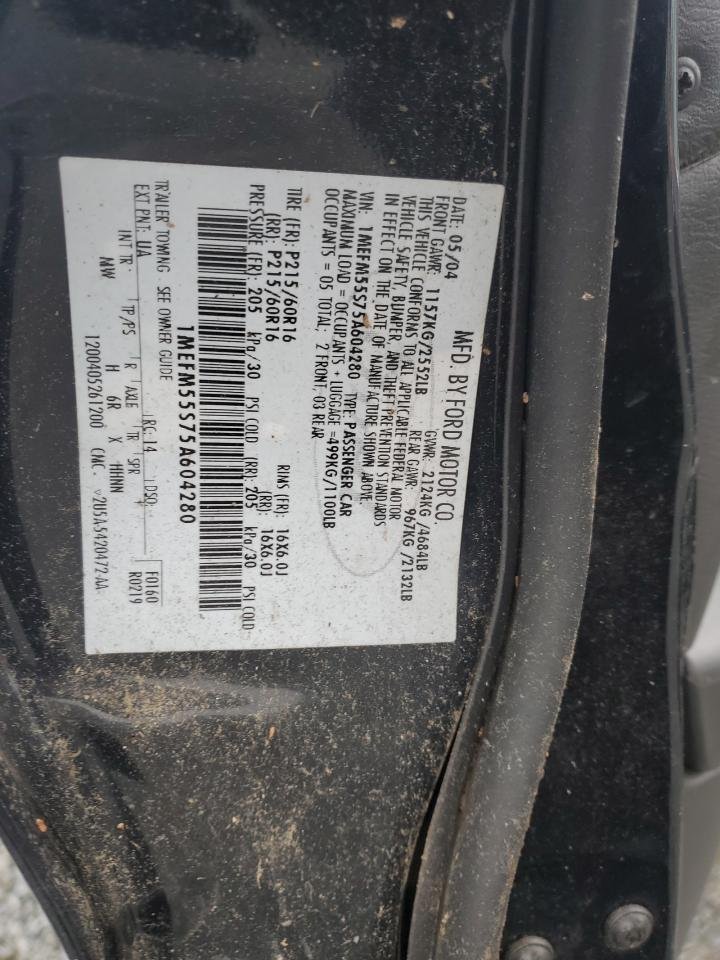 MFD. BY FORD MOTOR CO.
DATE: 05/04 GVWR: 2124KG /4684LB
FRONT GAWR: 1157KG/2552LB REAR GAWR: 967KG /2132LB
THIS VEHICLE CONFORMS TO ALL APPLICABLE FEDERAL MOTOR
VEHICLE SAFETY, BUMPER, AND THEFT PREVENTION STANDARDS
IN EFFECT ON THE DATE OF MANUFACTURE SHOWN ABOVE.
VIN: 1MEFM55S75A604280 TYPE: PASSENGER CAR
MAXIMUM LOAD = OCCUPANTS + LUGGAGE =499KG/1100LB
OCCUPANTS = 05 TOTAL: 2 FRONT, 03 REAR
TIRE (FR): P215/60R16 RIMS (FR): 16X6.0J
(RR): P215/60R16 (RR): 16X6.0J
PRESSURE (FR): 205 kPa/30 PSI COLD (RR): 205 kPa/30 PSI COLD
1MEFM55S75A604280
TRAILER TOWING - SEE OWNER GUIDE
EXT PNT: UA RC: 14 DSO: F0160
INT TR TP/PS R AXLE TR SPR R0219
NW H 6R X HHNN
1200405261200 CNC. 2U5A5420472-AA